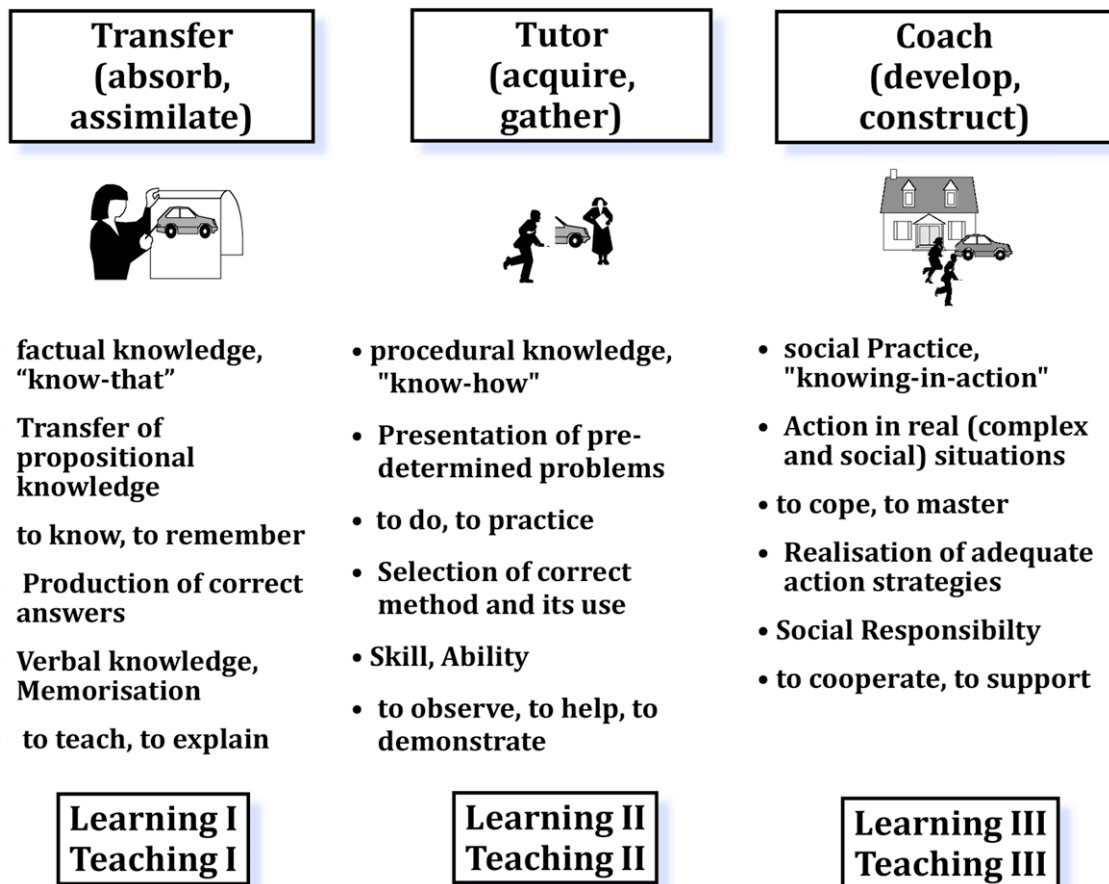 Transfer
(absorb,
assimilate)
factual knowledge,
“know-that”
Transfer of
propositional
knowledge
to know, to remember
Production of correct
answers
Verbal knowledge,
Memorisation
to teach, to explain
Learning I
Teaching I
Tutor
(acquire,
gather)
• procedural knowledge,
"know-how"
• Presentation of pre-
determined problems
• to do, to practice
• Selection of correct
method and its use
• Skill, Ability
• to observe, to help, to
demonstrate
Learning II
Teaching II
Coach
(develop,
construct)
• social Practice,
"knowing-in-action"
• Action in real (complex
and social) situations
• to cope, to master
• Realisation of adequate
action strategies
• Social Responsibilty
• to cooperate, to support
Learning III
Teaching III